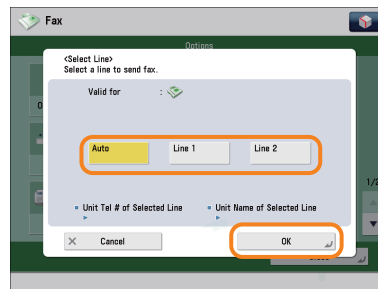 Fax
Options
<Select Line>
Select a line to send fax.
Valid for :
0
Auto Line 1 Line 2
1/2
Unit Tel # of Selected Line Unit Name of Selected Line
Cancel OK